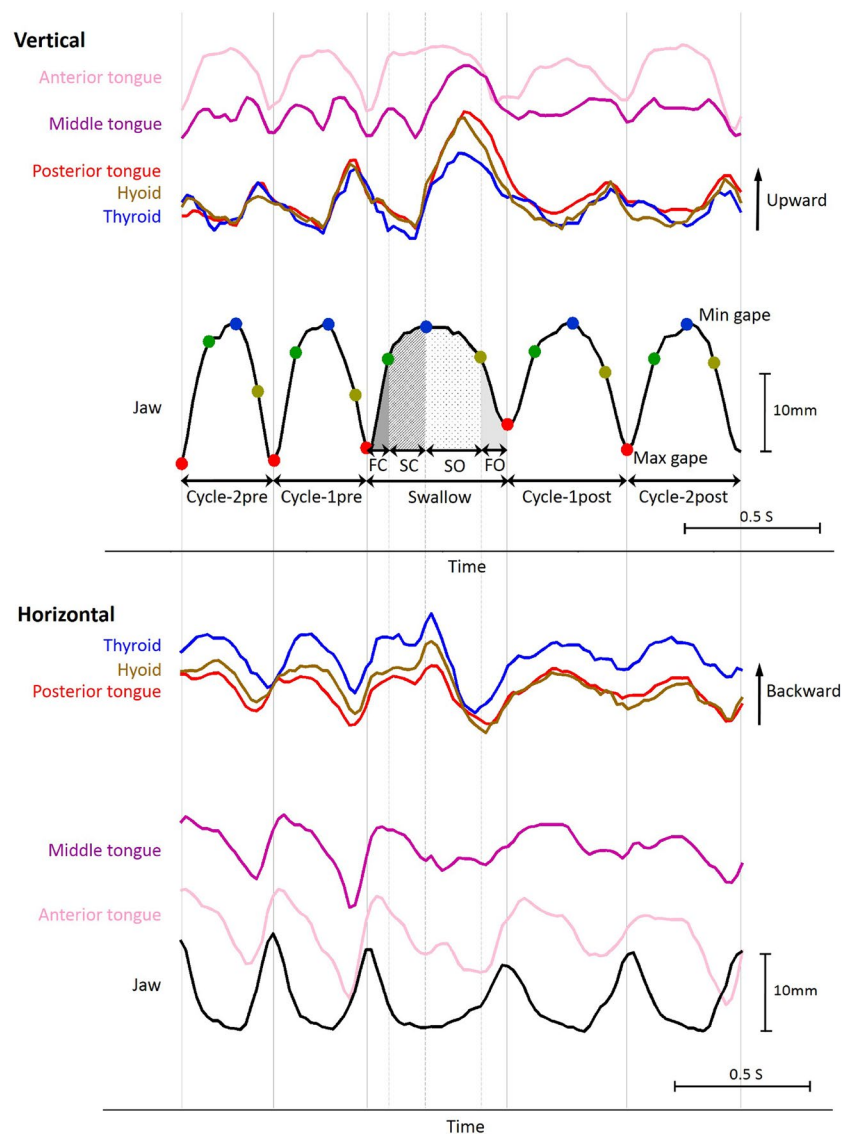 Vertical
Anterior tongue
Middle tongue
Posterior tongue
Hyoid
Thyroid
Upward
Min gape
Jaw
10mm
FC SC SO FO
Max gape
Cycle-2pre Cycle-1pre Swallow Cycle-1post Cycle-2post
0.5 S
Time
Horizontal
Thyroid
Hyoid
Posterior tongue
Backward
Middle tongue
Anterior tongue
Jaw
10mm
0.5 S
Time